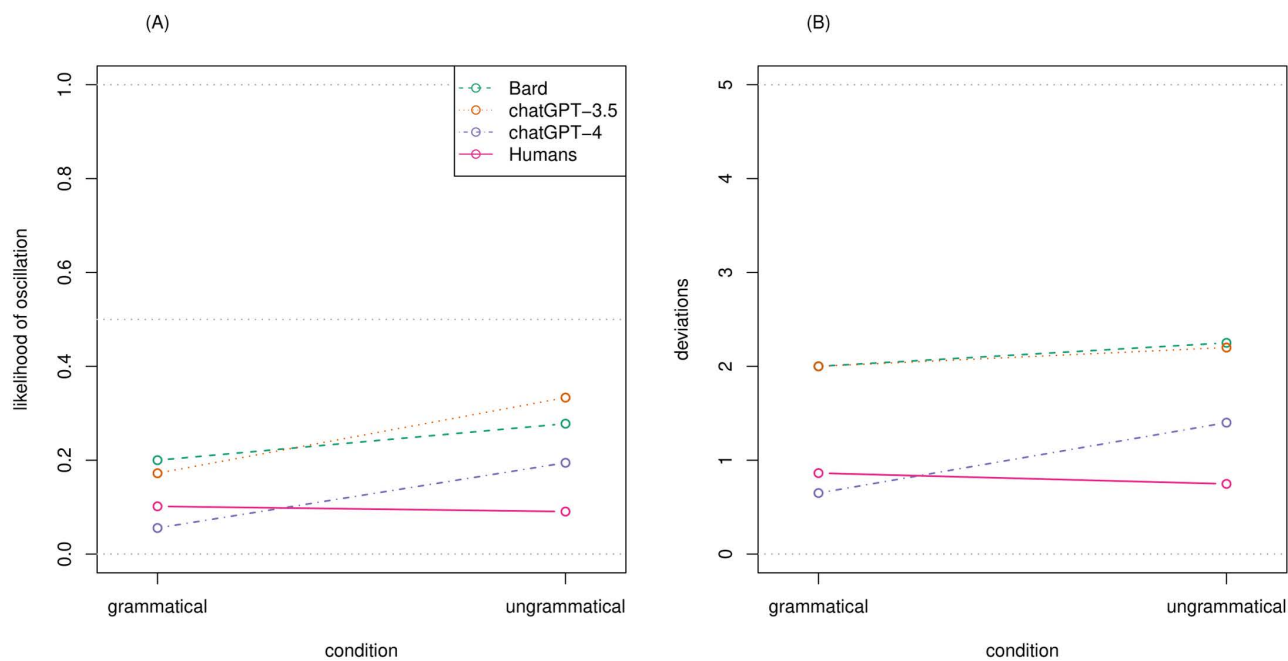 (A)
likelihood of oscillation
1.0
0.8
0.6
0.4
0.2
0.0
Bard
chatGPT−3.5
chatGPT−4
Humans
grammatical
ungrammatical
condition
(B)
deviations
5
4
3
2
1
0
grammatical
ungrammatical
condition